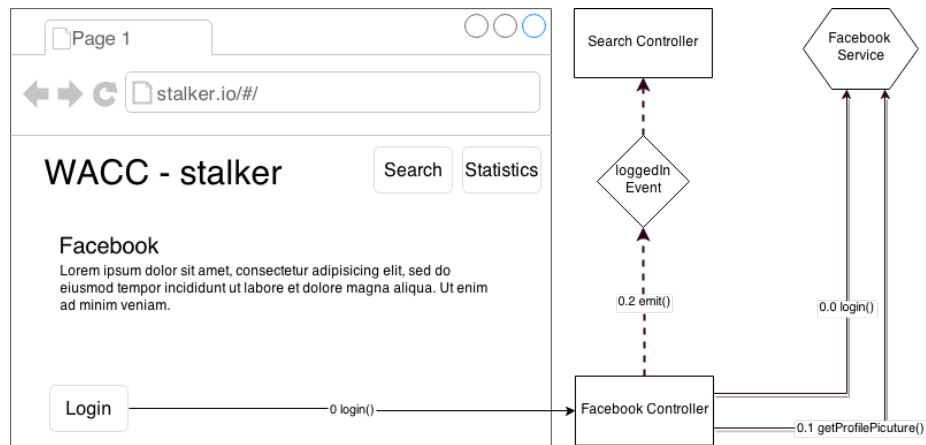 Page 1
stalker.io/#/
WACC - stalker
Search
Statistics
Facebook
Lorem ipsum dolor sit amet, consectetur adipisicing elit, sed do
eiusmod tempor incididunt ut labore et dolore magna aliqua. Ut enim
ad minim veniam.
Login
0 login()
Search Controller
loggedIn
Event
0.2 emit()
Facebook Controller
Facebook
Service
0.0 login()
0.1 getProfilePicuture()